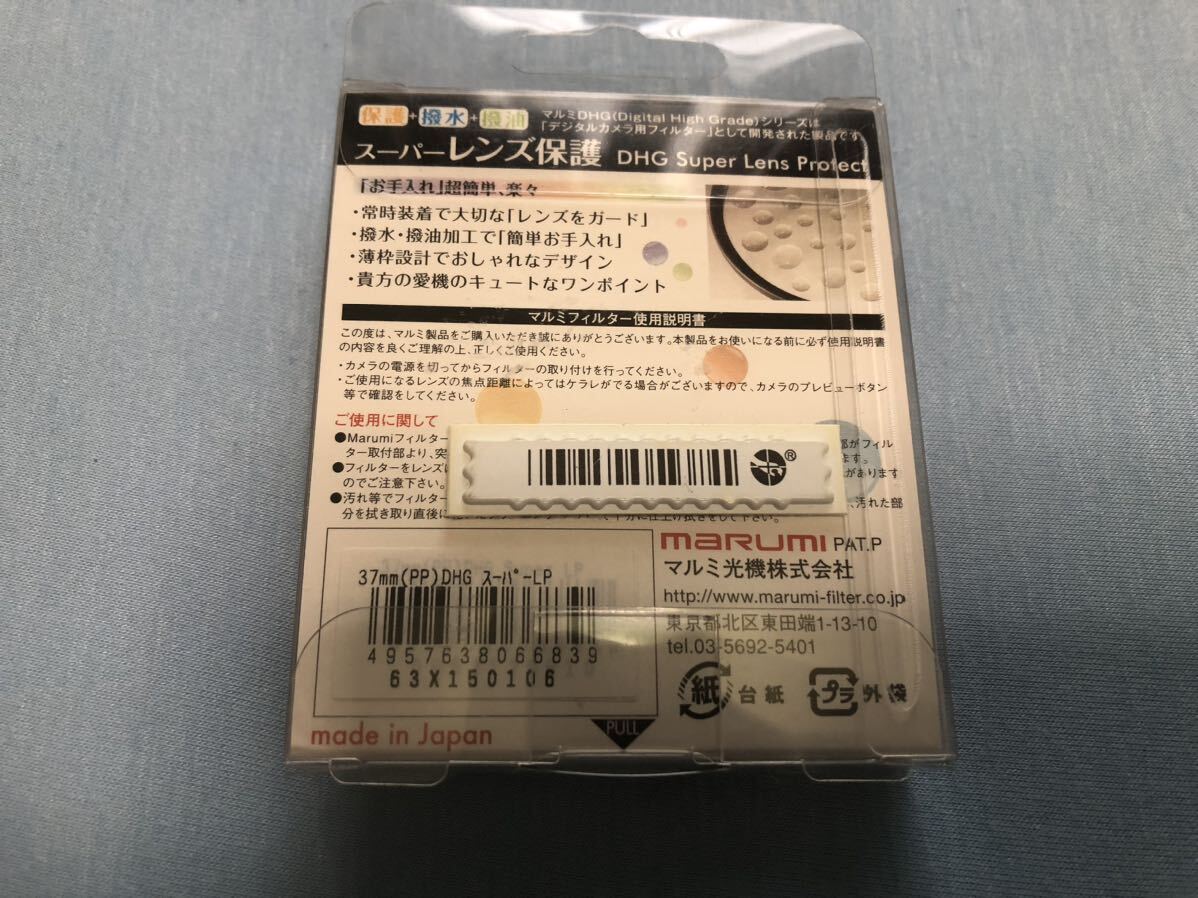 保護+撥水+撥油
マルミDHG(Digital High Grade)シリーズは
「デジタルカメラ用フィルター」として開発された製品です。
スーパーレンズ保護 DHG Super Lens Protect
「お手入れ」超簡単、楽々
・常時装着で大切な「レンズをガード」
・撥水・撥油加工で「簡単お手入れ」
・薄枠設計でおしゃれなデザイン
・貴方の愛機のキュートなワンポイント
マルミフィルター使用説明書
この度は、マルミ製品をご購入いただき誠にありがとうございます。本製品をお使いになる前に必ず使用説明書
の内容を良くご理解の上、正しくご使用ください。
・カメラの電源を切ってからフィルターの取り付けを行ってください。
・ご使用になるレンズの焦点距離によってはケラレがでる場合がございますので、カメラのプレビューボタン
等で確認をしてください。
ご使用に関して
●Marumiフィルター 部がフィル
ター取付部より、突 ます。
●フィルターをレンズに があります
のでご注意下さい。
●汚れ等でフィルター 、汚れた部
分を拭き取り直後に
®
marumi PAT.P
マルミ光機株式会社
http://www.marumi-filter.co.jp
東京都北区東田端1-13-10
tel.03-5692-5401
紙 台紙 プラ 外袋
37mm(PP)DHG スーパーLP
4957638066839
63X150106
made in Japan
PULL